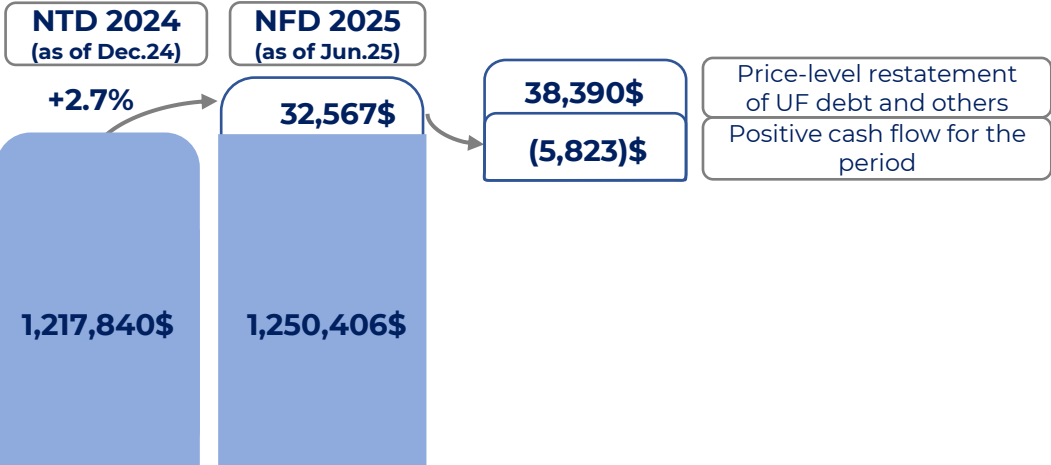 NTD 2024
(as of Dec.24)
NFD 2025
(as of Jun.25)
+2.7%
32,567$
38,390$
Price-level restatement
of UF debt and others
(5,823)$
Positive cash flow for the
period
1,217,840$
1,250,406$